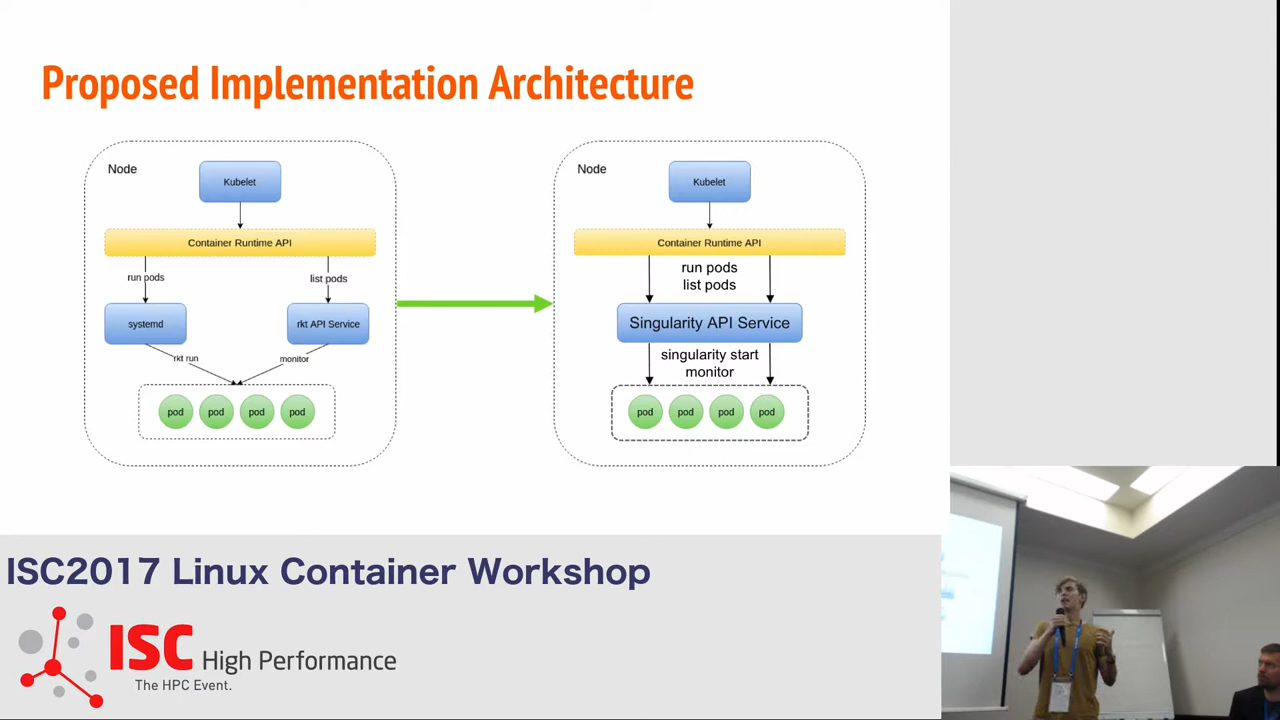 Proposed Implementation Architecture
Node
Kubelet
Container Runtime API
run pods
list pods
systemd
rkt API Service
rkt run
monitor
pod
pod
pod
pod
Node
Kubelet
Container Runtime API
run pods
list pods
Singularity API Service
singularity start
monitor
pod
pod
pod
pod
ISC2017 Linux Container Workshop
ISC High Performance
The HPC Event.